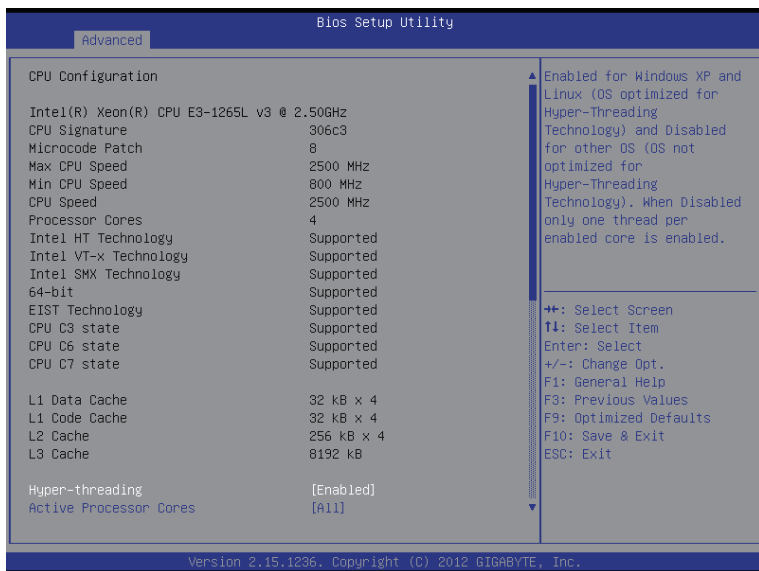 Bios Setup Utility
Advanced
CPU Configuration
Intel(R) Xeon(R) CPU E3-1265L v3 @ 2.50GHz
CPU Signature 306c3
Microcode Patch 8
Max CPU Speed 2500 MHz
Min CPU Speed 800 MHz
CPU Speed 2500 MHz
Processor Cores 4
Intel HT Technology Supported
Intel VT-x Technology Supported
Intel SMX Technology Supported
64-bit Supported
EIST Technology Supported
CPU C3 state Supported
CPU C6 state Supported
CPU C7 state Supported
L1 Data Cache 32 kB x 4
L1 Code Cache 32 kB x 4
L2 Cache 256 kB x 4
L3 Cache 8192 kB
Hyper-threading [Enabled]
Active Processor Cores [All]
Enabled for Windows XP and
Linux (OS optimized for
Hyper-Threading
Technology) and Disabled
for other OS (OS not
optimized for
Hyper-Threading
Technology). When Disabled
only one thread per
enabled core is enabled.
→←: Select Screen
↑↓: Select Item
Enter: Select
+/-: Change Opt.
F1: General Help
F3: Previous Values
F9: Optimized Defaults
F10: Save & Exit
ESC: Exit
Version 2.15.1236. Copyright (C) 2012 GIGABYTE, Inc.